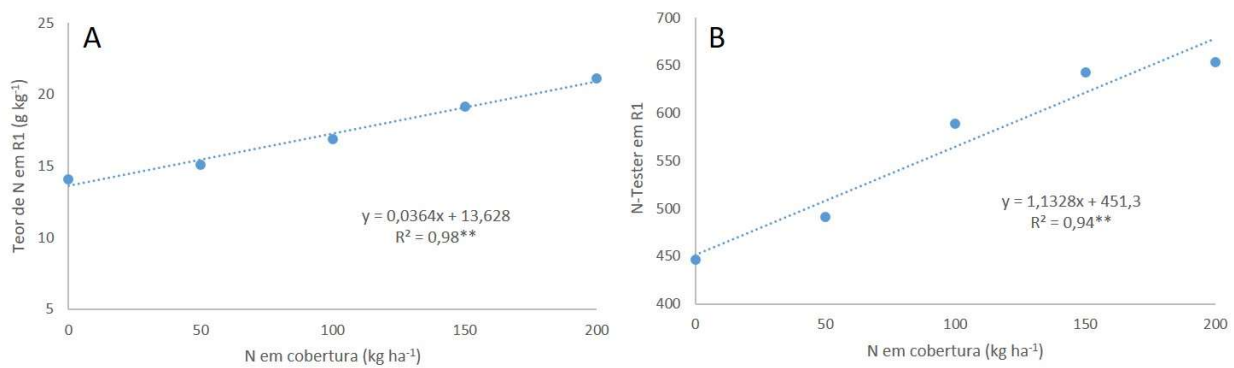 A
Teor de N em R1 (g kg⁻¹)
25
20
15
10
5
y = 0,0364x + 13,628
R² = 0,98**
0 50 100 150 200
N em cobertura (kg ha⁻¹)
B
N-Tester em R1
700
650
600
550
500
450
400
y = 1,1328x + 451,3
R² = 0,94**
0 50 100 150 200
N em cobertura (kg ha⁻¹)